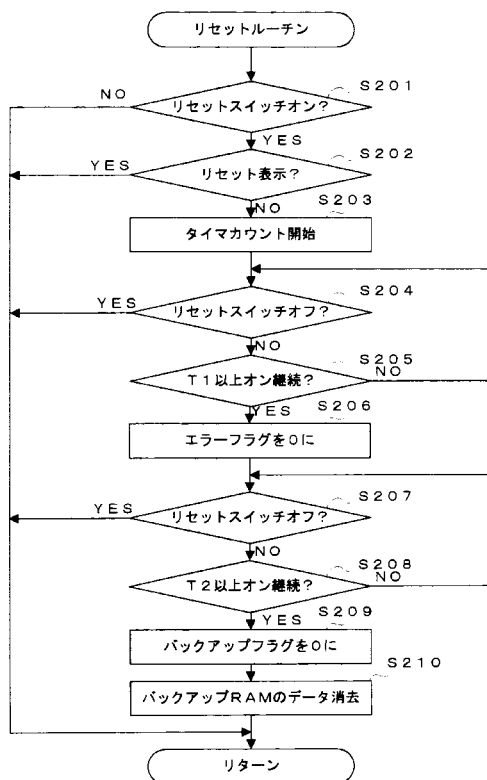 リセットルーチン
S201
NO
リセットスイッチオン?
YES
S202
YES
リセット表示?
NO
S203
タイマカウント開始
S204
YES
リセットスイッチオフ?
NO
S205
T1以上オン継続?
NO
YES
S206
エラーフラグを0に
S207
YES
リセットスイッチオフ?
NO
S208
T2以上オン継続?
NO
YES
S209
バックアップフラグを0に
S210
バックアップRAMのデータ消去
リターン